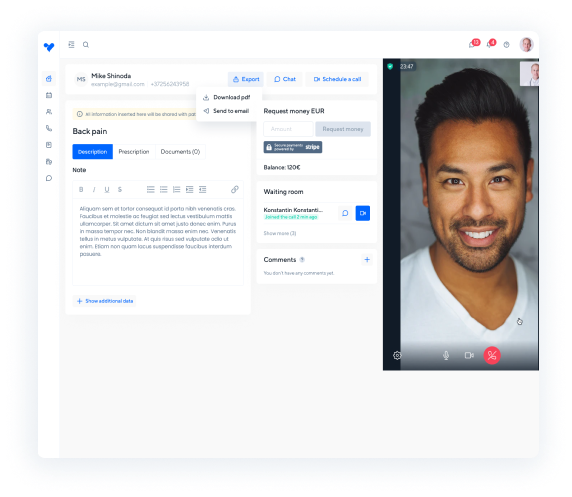 23:47
MS
Mike Shinoda
example@gmail.com +37256243958
Export
Chat
Schedule a call
Download pdf
Send to email
All information inserted here will be shared with
Back pain
Description
Prescription
Documents (0)
Note
B I U S
Aliquam sem et tortor consequat id porta nibh venenatis cras.
Faucibus et molestie ac feugiat sed lectus vestibulum mattis
ullamcorper. Sit amet dictum sit amet justo donec enim. Purus
in massa tempor nec. Non blandit massa enim nec. Venenatis
tellus in metus vulputate. At quis risus sed vulputate odio ut
enim. Etiam non quam lacus suspendisse faucibus interdum
posuere.
Show additional data
Request money EUR
Amount
Request money
Secure payments
powered by
stripe
Balance: 120€
Waiting room
Konstantin Konstanti...
Joined the call 2 min ago
Show more (3)
Comments
You don't have any comments yet.